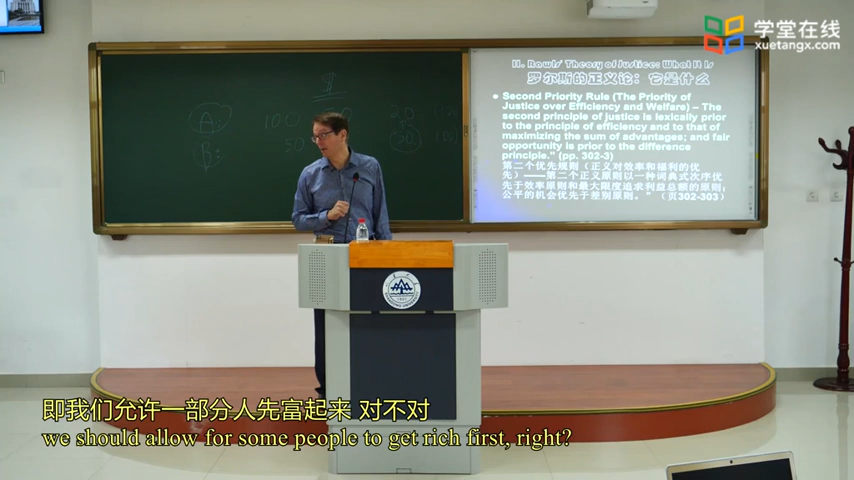 学堂在线
xuetangx.com
II. Rawls' Theory of Justice: What It Is
罗尔斯的正义论：它是什么
Second Priority Rule (The Priority of
Justice over Efficiency and Welfare) – The
second principle of justice is lexically prior
to the principle of efficiency and to that of
maximizing the sum of advantages; and fair
opportunity is prior to the difference
principle." (pp. 302-3)
第二个优先规则（正义对效率和福利的优
先）——第二个正义原则以一种词典式次序优
先于效率原则和最大限度追求利益总额的原则；
公平的机会优先于差别原则。"（页302-303）
$
A:
100
B:
50
即我们允许一部分人先富起来 对不对
we should allow for some people to get rich first, right?